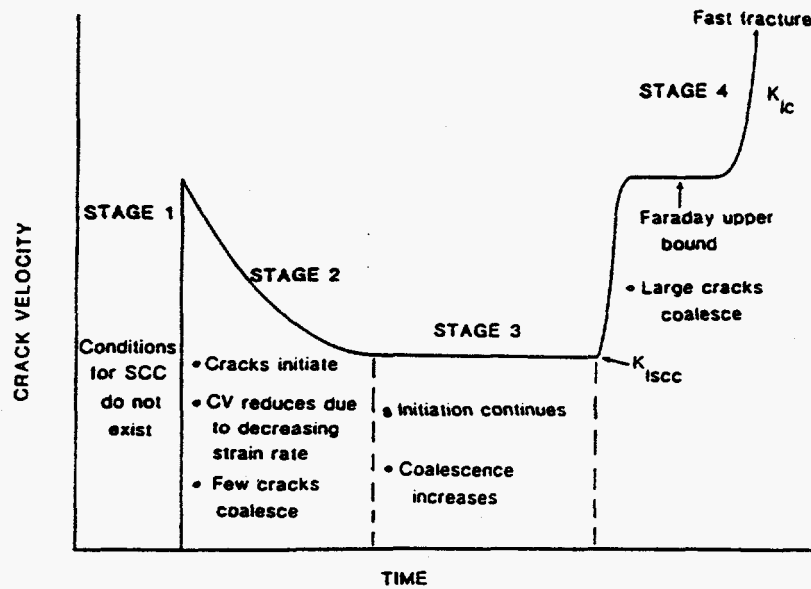 Fast fracture
STAGE 4
K_Ic
STAGE 1
Faraday upper
bound
STAGE 2
• Large cracks
coalesce
STAGE 3
CRACK VELOCITY
Conditions
for SCC
do not
exist
• Cracks initiate
• CV reduces due
to decreasing
strain rate
• Few cracks
coalesce
K_Iscc
• Initiation continues
• Coalescence
increases
TIME